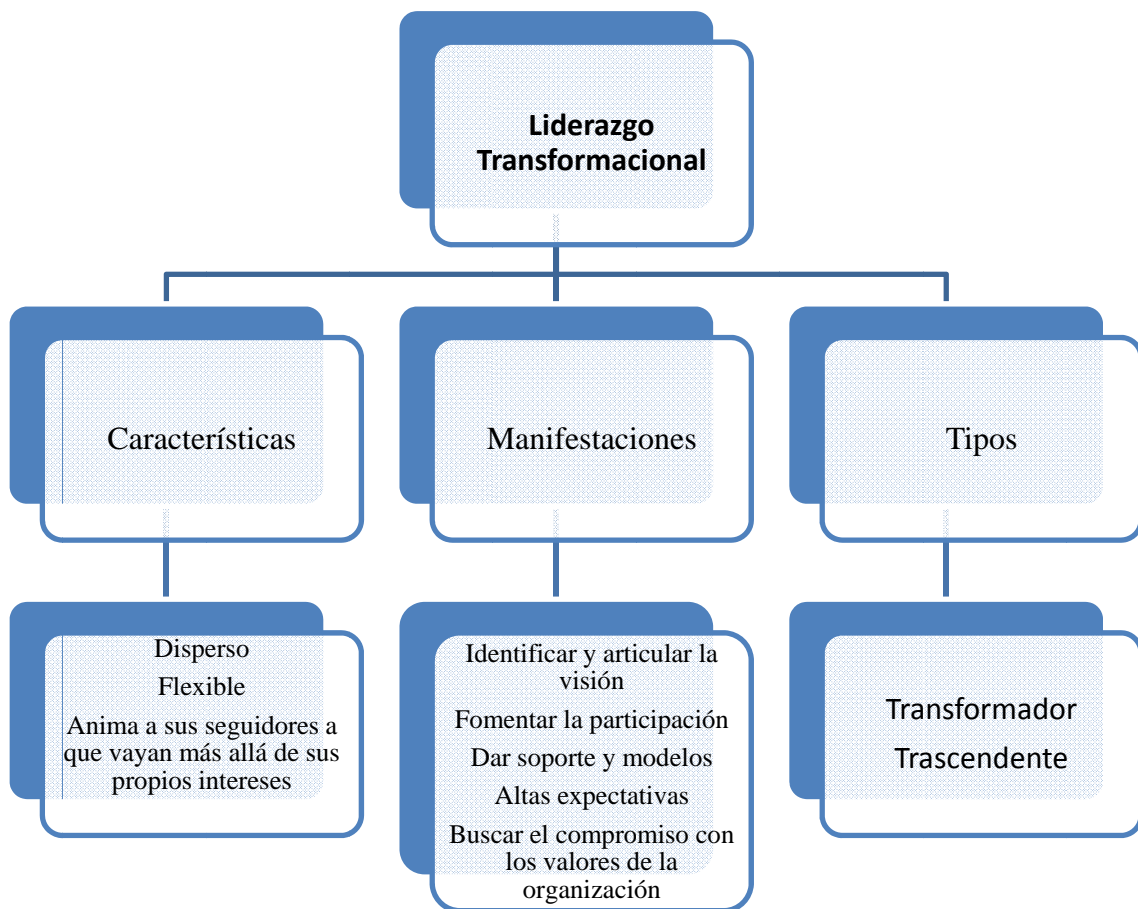 Liderazgo
Transformacional
Características
Manifestaciones
Tipos
Disperso
Flexible
Anima a sus seguidores a
que vayan más allá de sus
propios intereses
Identificar y articular la
visión
Fomentar la participación
Dar soporte y modelos
Altas expectativas
Buscar el compromiso con
los valores de la
organización
Transformador
Trascendente